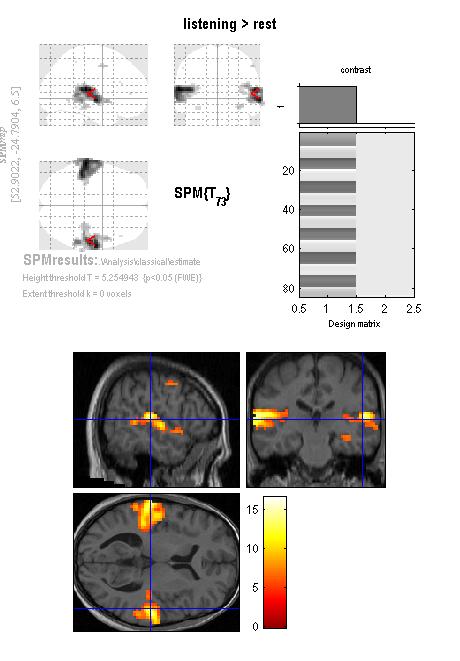 listening > rest
contrast
1
SPMmip
[52.9022, -24.7904, 6.5]
<
<
<
SPM{T73}
20
40
60
80
0.5 1 1.5 2 2.5
Design matrix
SPMresults: .\Analysis\classical\estimate
Height threshold T = 5.254943 {p<0.05 (FWE)}
Extent threshold k = 0 voxels
15
10
5
0